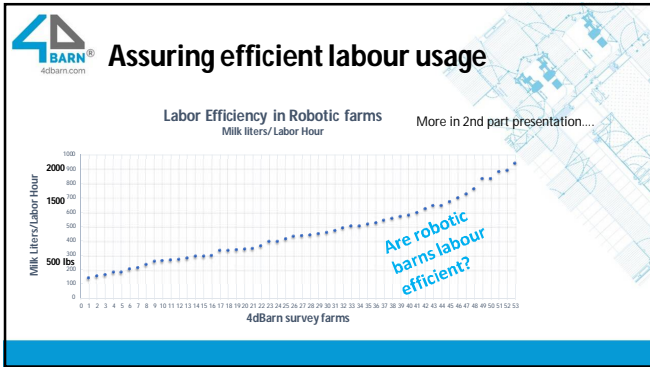 4D
BARN®
4dbarn.com
Assuring efficient labour usage
Labor Efficiency in Robotic farms
Milk liters/ Labor Hour
More in 2nd part presentation....
Milk Liters/Labor Hour
2000
1500
500 lbs
1000
900
800
700
600
500
400
300
200
100
0
Are robotic
barns labour
efficient?
0 1 2 3 4 5 6 7 8 9 10 11 12 13 14 15 16 17 18 19 20 21 22 23 24 25 26 27 28 29 30 31 32 33 34 35 36 37 38 39 40 41 42 43 44 45 46 47 48 49 50 51 52 53
4dBarn survey farms